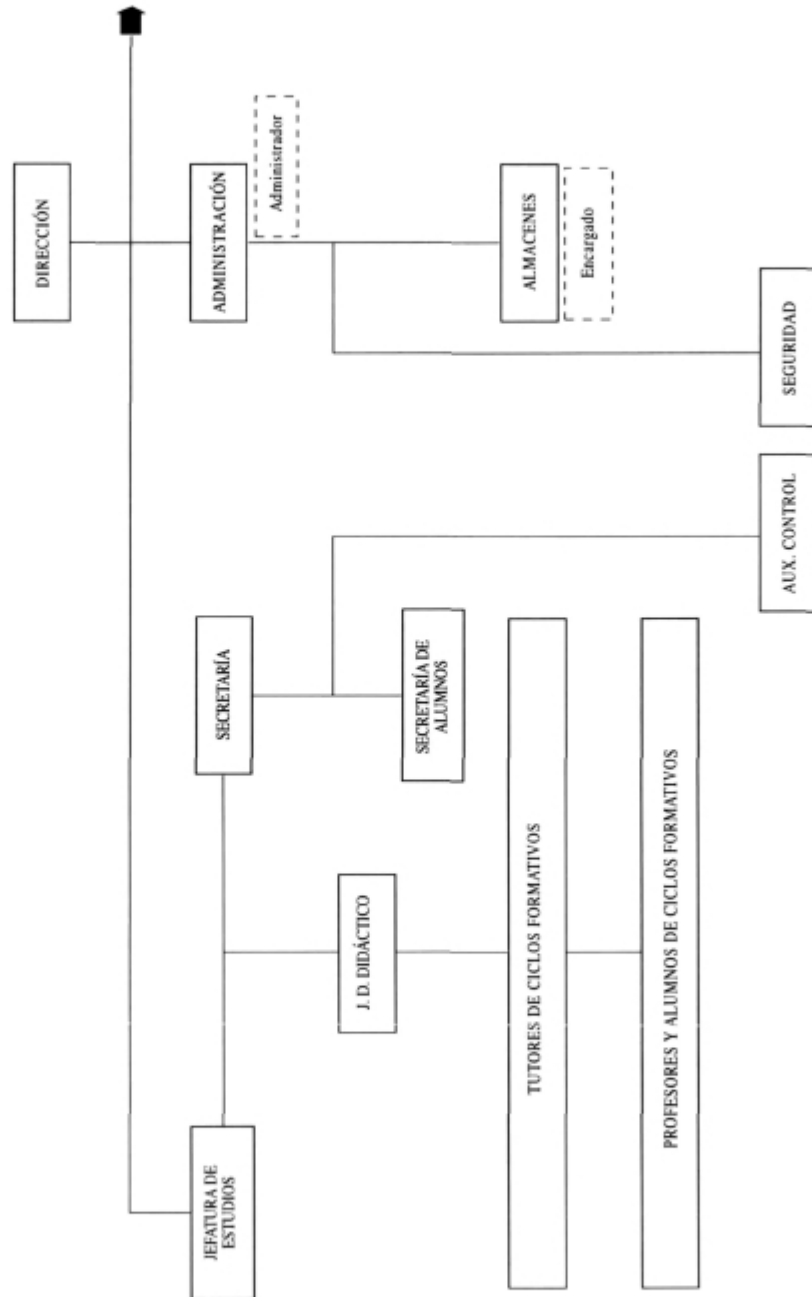 DIRECCIÓN
ADMINISTRACIÓN
Administrador
ALMACENES
Encargado
SEGURIDAD
AUX. CONTROL
SECRETARÍA
SECRETARÍA DE
ALUMNOS
JEFATURA DE
ESTUDIOS
J. D. DIDÁCTICO
TUTORES DE CICLOS FORMATIVOS
PROFESORES Y ALUMNOS DE CICLOS FORMATIVOS